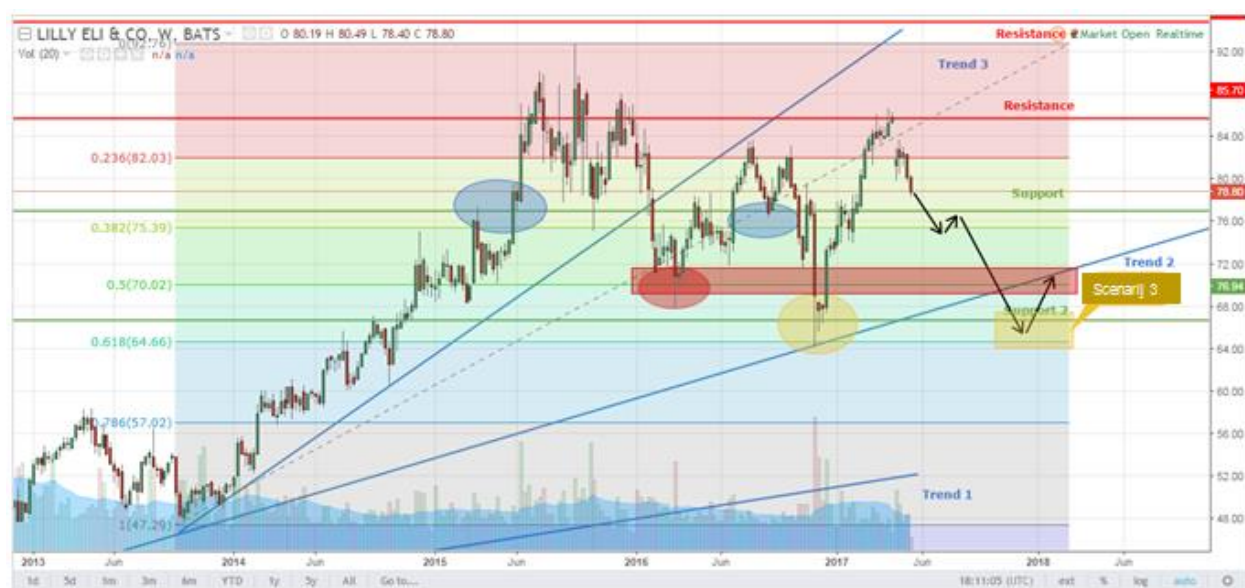 LILLY ELI & CO, W, BATS O 80.19 H 80.49 L 78.40 C 78.80
Resistance 2 Market Open Realtime
0(92.76)
Vol (20) n/a n/a
92.00
Trend 3
85.70
Resistance
84.00
0.236(82.03)
80.00
Support
78.80
76.00
0.382(75.39)
72.00
Trend 2
0.5(70.02)
76.94
Scenarij 3
Support 2
68.00
0.618(64.66)
64.00
60.00
0.786(57.02)
56.00
52.00
Trend 1
1(47.29)
48.00
2013 Jun 2014 Jun 2015 Jun 2016 Jun 2017 Jun 2018 Jun
1d 5d 1m 3m 6m YTD 1y 5y All Go to... 18:11:05 (UTC) ext % log auto